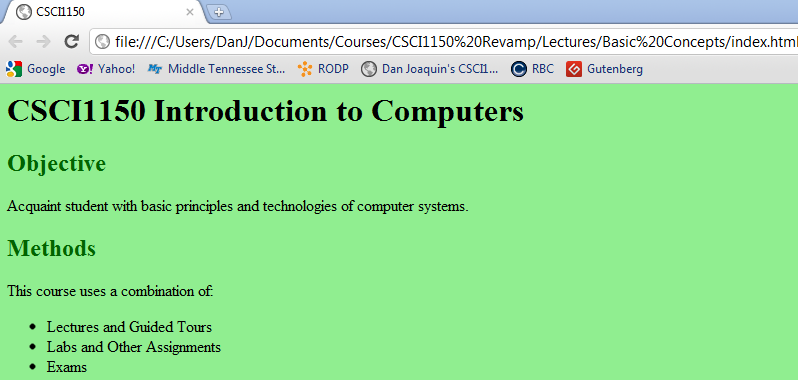 CSCI1150
file:///C:/Users/DanJ/Documents/Courses/CSCI1150%20Revamp/Lectures/Basic%20Concepts/index.html
Google Yahoo! Middle Tennessee St... RODP Dan Joaquin's CSCI1... RBC Gutenberg
CSCI1150 Introduction to Computers
Objective
Acquaint student with basic principles and technologies of computer systems.
Methods
This course uses a combination of:
• Lectures and Guided Tours
• Labs and Other Assignments
• Exams